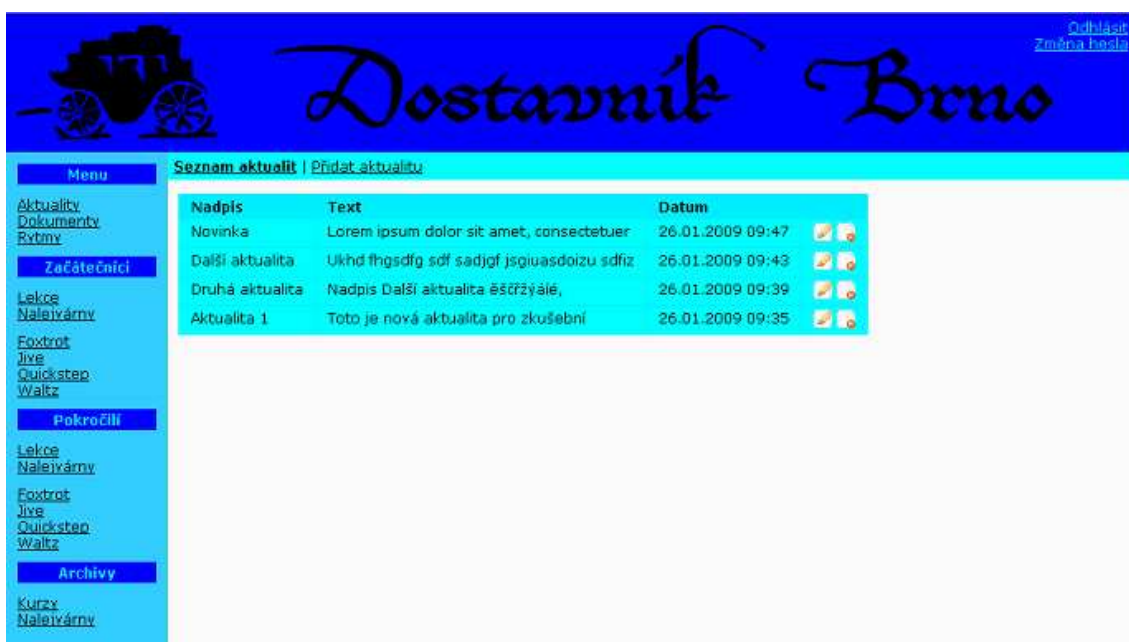 Odhlásit
Změna hesla
Dostavník Brno
Menu
Aktuality
Dokumenty
Rytmy
Začátečníci
Lekce
Nalejvárny
Foxtrot
Jive
Quickstep
Waltz
Pokročilí
Lekce
Nalejvárny
Foxtrot
Jive
Quickstep
Waltz
Archivy
Kurzy
Nalejvárny
Seznam aktualit | Přidat aktualitu
Nadpis Text Datum
Novinka Lorem ipsum dolor sit amet, consectetuer 26.01.2009 09:47
Další aktualita Ukhd fhgsdfg sdf sadjgf jsgiuasdoizu sdfiz 26.01.2009 09:43
Druhá aktualita Nadpis Další aktualita ěščřžýáíé, 26.01.2009 09:39
Aktualita 1 Toto je nová aktualita pro zkušební 26.01.2009 09:35